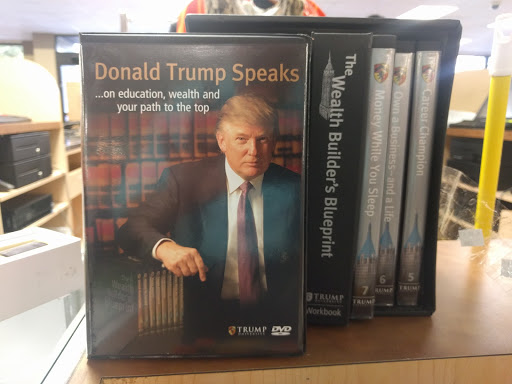 Donald Trump Speaks
...on education, wealth and
your path to the top
TRUMP
UNIVERSITY
DVD
The Wealth Builder's Blueprint
TRUMP
Workbook
Money While You Sleep
7
TRUMP
Own a Business–and a Life
6
TRUMP
Career Champion
5
TRUMP